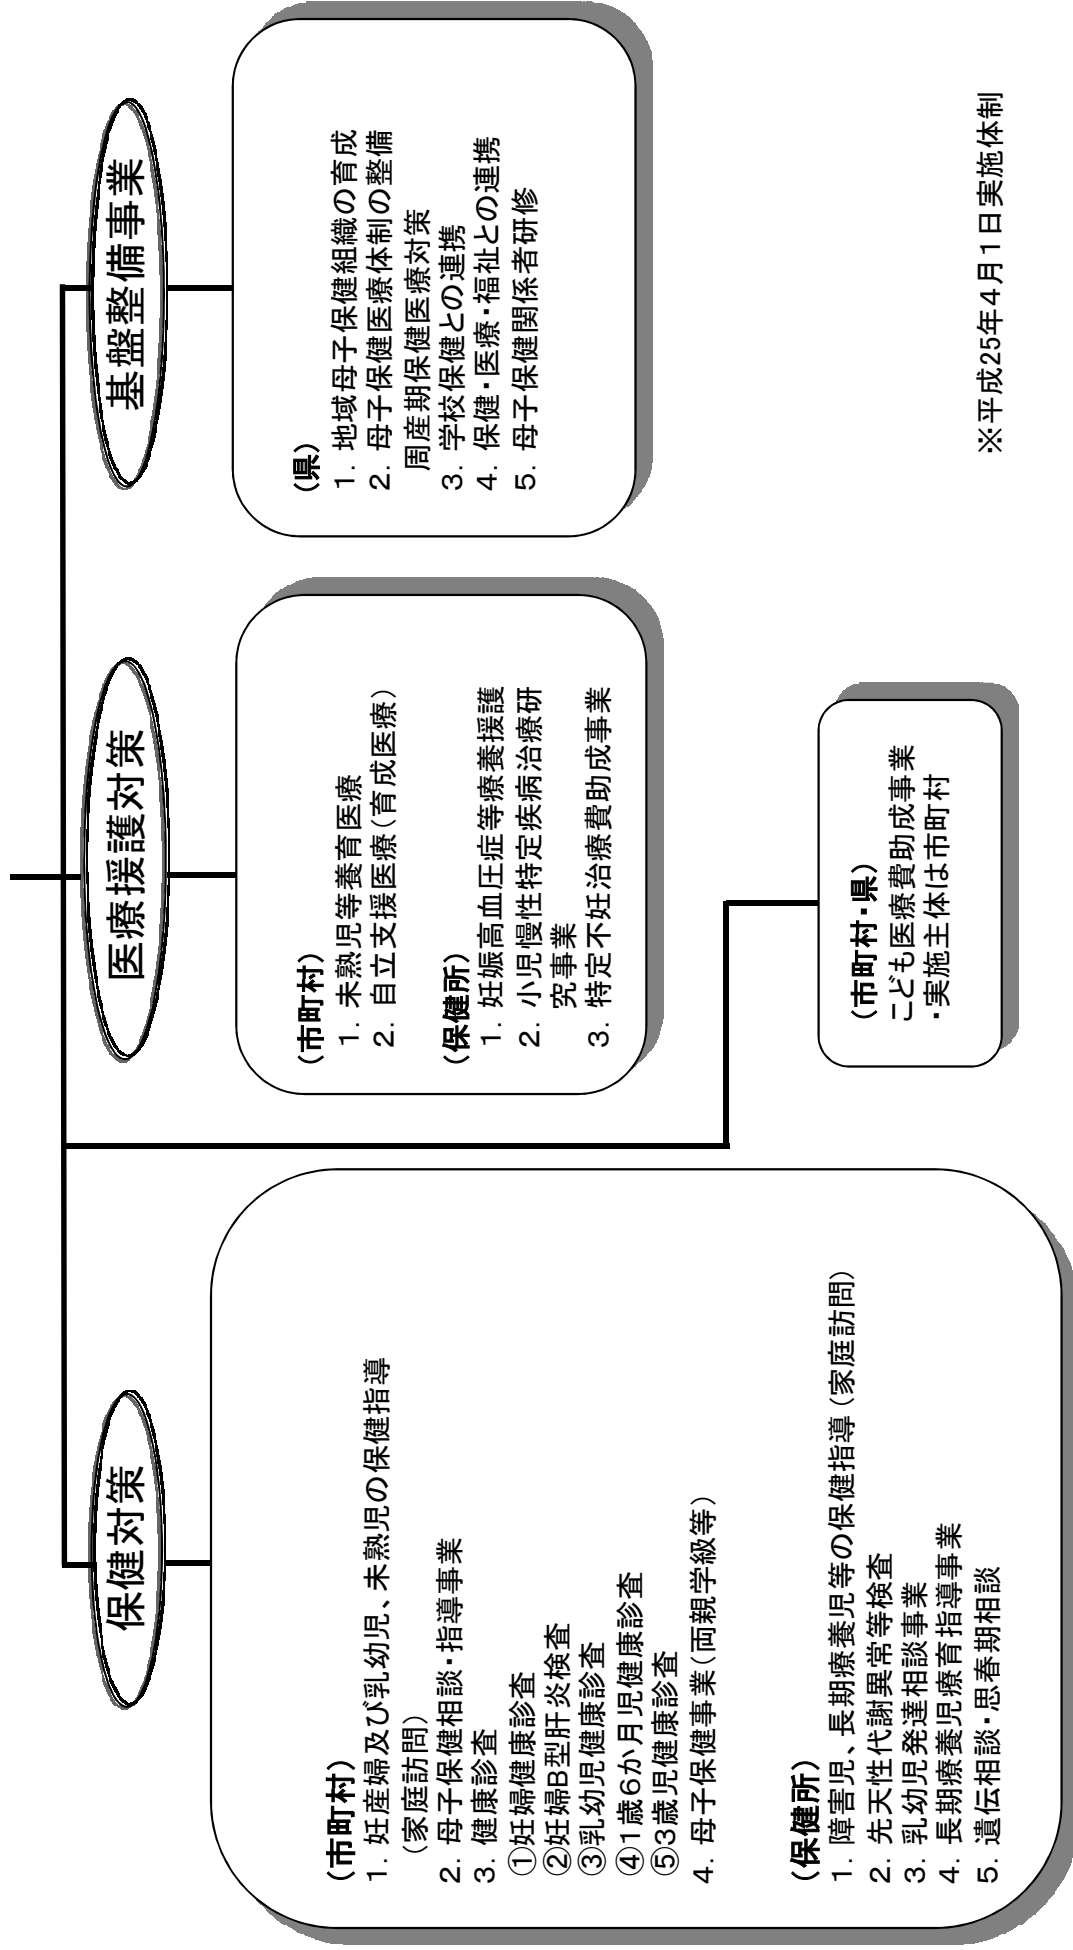 保健対策
(市町村)
1. 妊産婦及び乳幼児、未熟児の保健指導
(家庭訪問)
2. 母子保健相談・指導事業
3. 健康診査
①妊婦健康診査
②妊婦B型肝炎検査
③乳幼児健康診査
④1歳6か月児健康診査
⑤3歳児健康診査
4. 母子保健事業(両親学級等)
(保健所)
1. 障害児、長期療養児等の保健指導(家庭訪問)
2. 先天性代謝異常等検査
3. 乳幼児発達相談事業
4. 長期療養児療育指導事業
5. 遺伝相談・思春期相談
医療援護対策
(市町村)
1. 未熟児等養育医療
2. 自立支援医療(育成医療)
(保健所)
1. 妊娠高血圧症等療養援護
2. 小児慢性特定疾病治療研
究事業
3. 特定不妊治療費助成事業
(市町村・県)
こども医療費助成事業
・実施主体は市町村
基盤整備事業
(県)
1. 地域母子保健組織の育成
2. 母子保健医療体制の整備
周産期保健医療対策
3. 学校保健との連携
4. 保健・医療・福祉との連携
5. 母子保健関係者研修
※平成25年4月1日実施体制